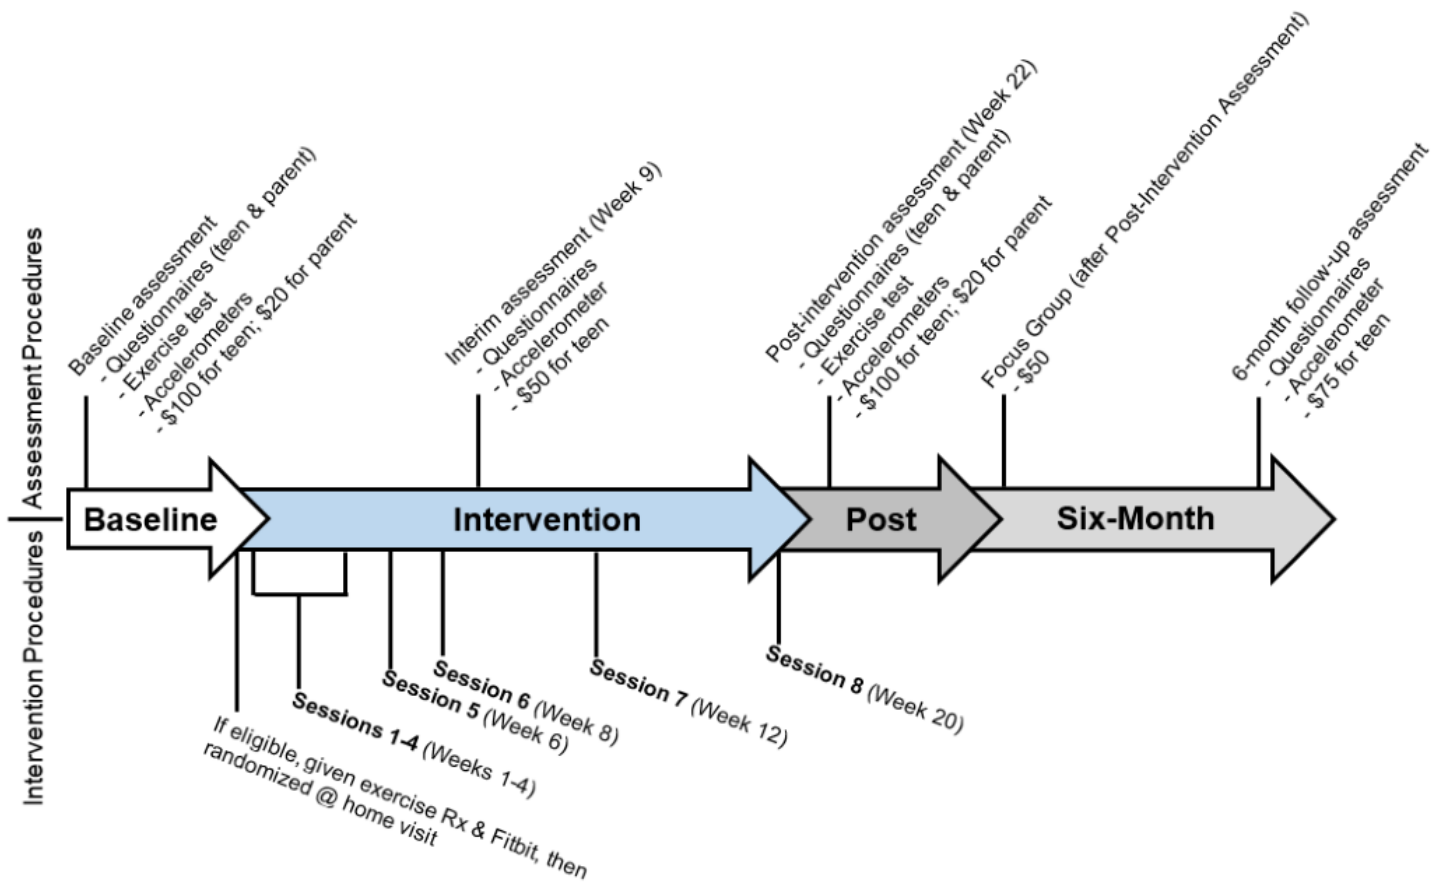 Assessment Procedures
Baseline assessment
- Questionnaires (teen & parent)
- Exercise test
- Accelerometers
- $100 for teen; $20 for parent
Interim assessment (Week 9)
- Questionnaires
- Accelerometer
- $50 for teen
Post-intervention assessment (Week 22)
- Questionnaires (teen & parent)
- Exercise test
- Accelerometers
- $100 for teen; $20 for parent
Focus Group (after Post-Intervention Assessment)
- $50
6-month follow-up assessment
- Questionnaires
- Accelerometer
- $75 for teen
Baseline
Intervention
Post
Six-Month
Intervention Procedures
If eligible, given exercise Rx & Fitbit, then
randomized @ home visit
Sessions 1-4 (Weeks 1-4)
Session 5 (Week 6)
Session 6 (Week 8)
Session 7 (Week 12)
Session 8 (Week 20)